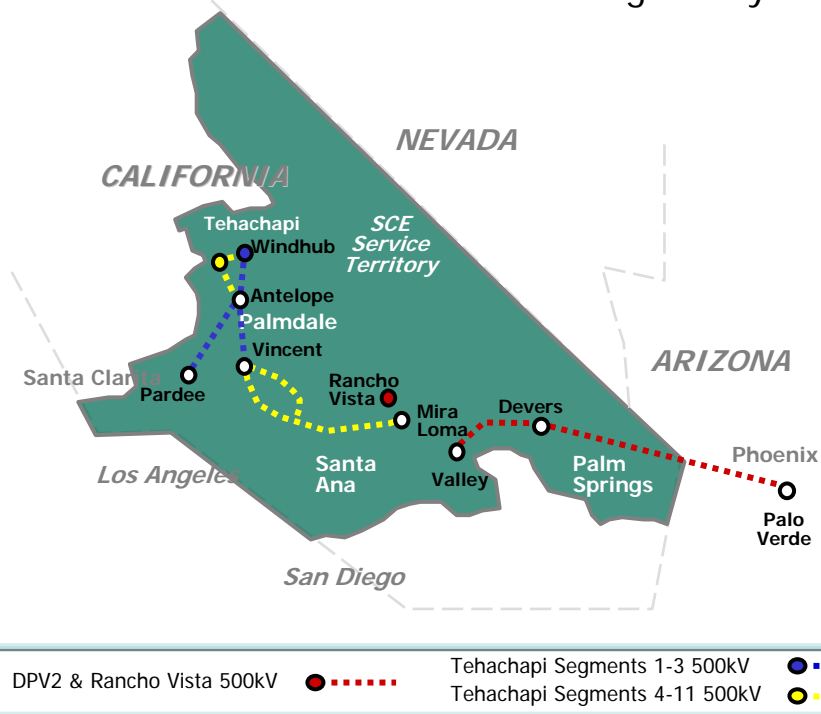 NEVADA
CALIFORNIA
Tehachapi
SCE
Service
Territory
Windhub
Antelope
Palmdale
Vincent
ARIZONA
Santa Clarita
Pardee
Rancho
Vista
Mira
Loma
Devers
Phoenix
Los Angeles
Santa
Ana
Valley
Palm
Springs
Palo
Verde
San Diego
DPV2 & Rancho Vista 500kV
Tehachapi Segments 1-3 500kV
Tehachapi Segments 4-11 500kV